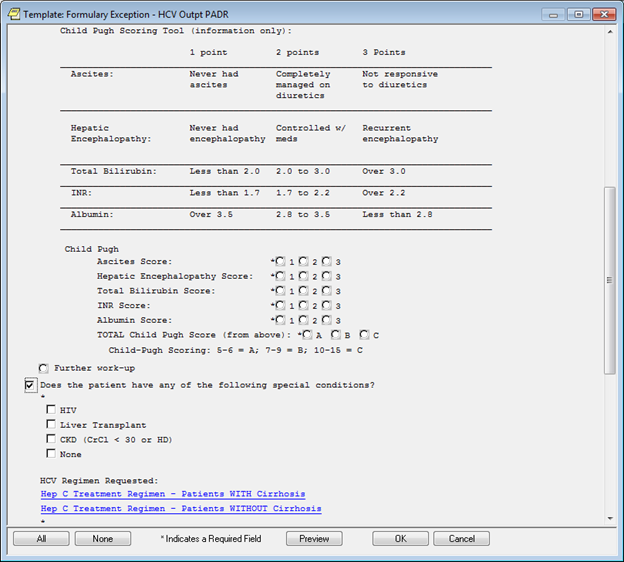 Template: Formulary Exception - HCV Outpt PADR
Child Pugh Scoring Tool (information only):
1 point 2 points 3 Points
Ascites: Never had Completely Not responsive
ascites managed on to diuretics
diuretics
Hepatic Never had Controlled w/ Recurrent
Encephalopathy: encephalopathy meds encephalopathy
Total Bilirubin: Less than 2.0 2.0 to 3.0 Over 3.0
INR: Less than 1.7 1.7 to 2.2 Over 2.2
Albumin: Over 3.5 2.8 to 3.5 Less than 2.8
Child Pugh
Ascites Score: * 1 2 3
Hepatic Encephalopathy Score: * 1 2 3
Total Bilirubin Score: * 1 2 3
INR Score: * 1 2 3
Albumin Score: * 1 2 3
TOTAL Child Pugh Score (from above): * A B C
Child-Pugh Scoring: 5-6 = A; 7-9 = B; 10-15 = C
Further work-up
Does the patient have any of the following special conditions?
*
HIV
Liver Transplant
CKD (CrCl < 30 or HD)
None
HCV Regimen Requested:
Hep C Treatment Regimen - Patients WITH Cirrhosis
Hep C Treatment Regimen - Patients WITHOUT Cirrhosis
*
All None * Indicates a Required Field Preview OK Cancel